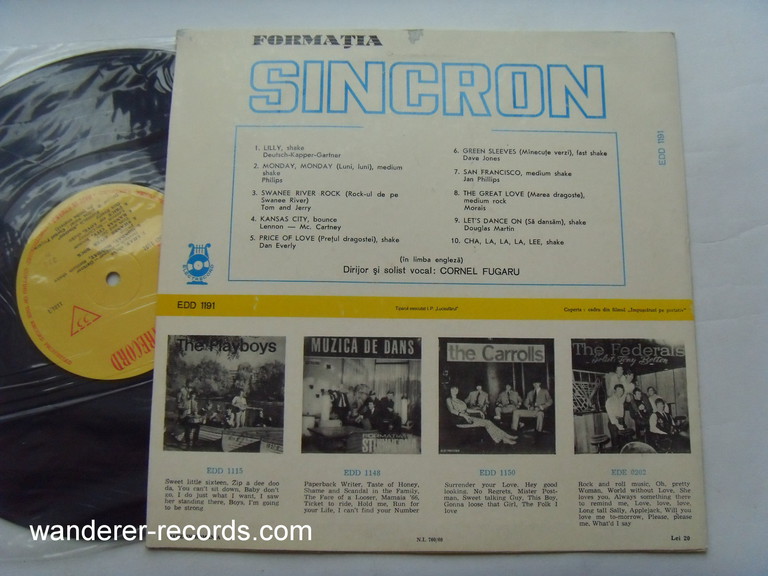 FORMAȚIA
SINCRON
1. LILLY, shake
Deutsch-Kapper-Gartner
2. MONDAY, MONDAY (Luni, luni), medium
shake
Philips
3. SWANEE RIVER ROCK (Rock-ul de pe
Swanee River)
Tom and Jerry
4. KANSAS CITY, bounce
Lennon — Mc. Cartney
5. PRICE OF LOVE (Prețul dragostei), shake
Dan Everly
6. GREEN SLEEVES (Minecuțe verzi), fast shake
Dave Jones
7. SAN FRANCISCO, medium shake
Jan Phillips
8. THE GREAT LOVE (Marea dragoste),
medium rock
Morais
9. LET'S DANCE ON (Să dansăm), shake
Douglas Martin
10. CHA, LA, LA, LA, LEE, shake
(în limba engleză)
Dirijor și solist vocal: CORNEL FUGARU
EDD 1191
EDD 1191
Coperta: cadru din filmul
RECORD
33
The Playboys
MUZICA DE DANS
FORMAȚIA
the Carrolls
The Federals
EDD 1115
Sweet little sixteen, Zip a dee doo
da, You can't sit down, Baby don't
so, I do just what I want, I saw
her standing there, Boys, I'm going
to be strong
EDD 1148
Paperback Writer, Taste of Honey,
Shame and Scandal in the Family,
The Face of a Looser, Mamaia '66,
Ticket to ride, Hold me, Run for
your Life, I can't find your Number
EDD 1150
Surrender your Love, Hey good
looking, No Regrets, Mister Post-
man, Sweet talking Guy, This Boy,
Gonna loose that Girl, The Folk I
love
EDE 0202
Rock and roll music, Oh, pretty
Woman, World without Love, She
loves you, Always something there
to remind me, Love, love, love,
Long tall Sally, Applejack, Will you
love me to-morrow, Please, please
me, What'd I say
wanderer-records.com
Lei 20